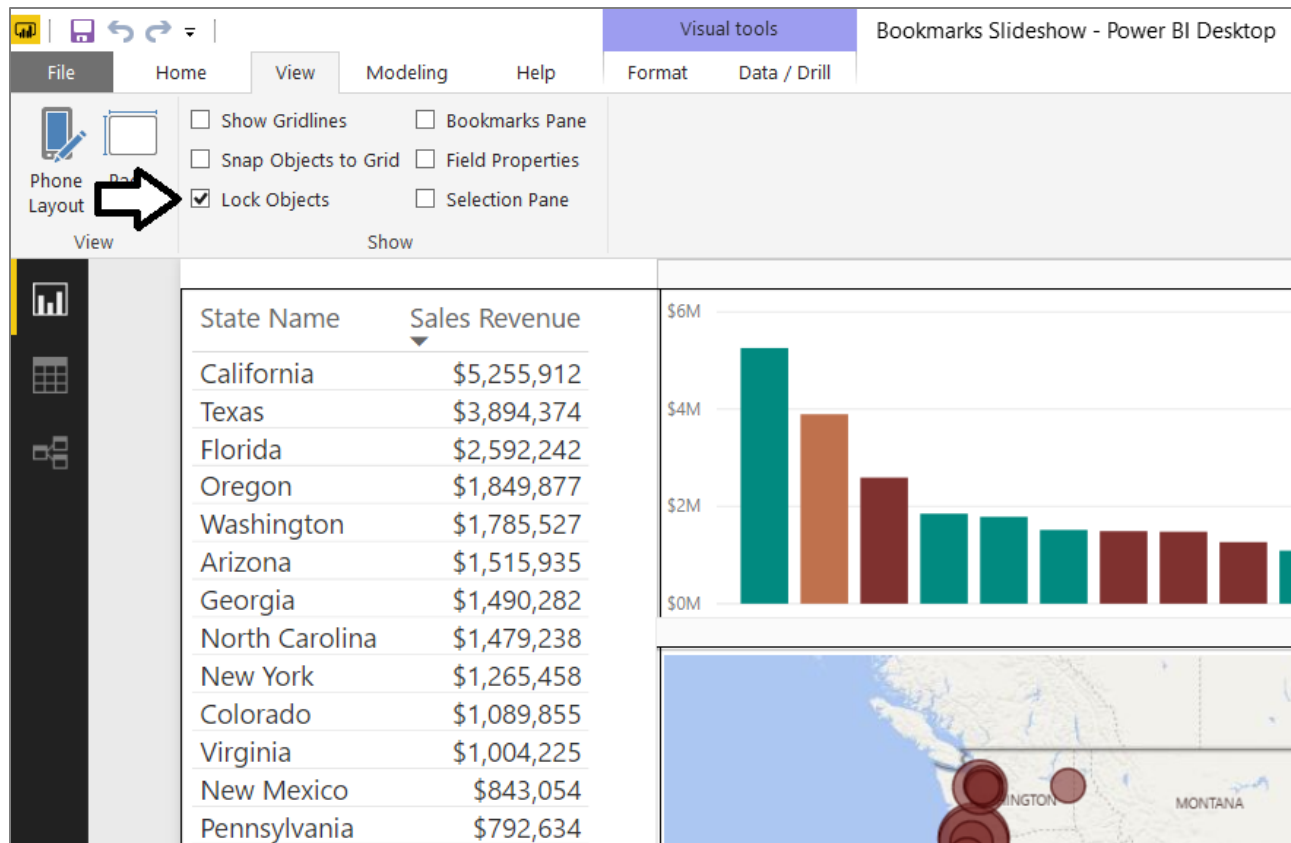 Visual tools
Bookmarks Slideshow - Power BI Desktop
File Home View Modeling Help Format Data / Drill
Show Gridlines Bookmarks Pane
Snap Objects to Grid Field Properties
Phone
Layout
Lock Objects Selection Pane
View Show
State Name Sales Revenue
California $5,255,912
Texas $3,894,374
Florida $2,592,242
Oregon $1,849,877
Washington $1,785,527
Arizona $1,515,935
Georgia $1,490,282
North Carolina $1,479,238
New York $1,265,458
Colorado $1,089,855
Virginia $1,004,225
New Mexico $843,054
Pennsylvania $792,634
$6M
$4M
$2M
$0M
MONTANA